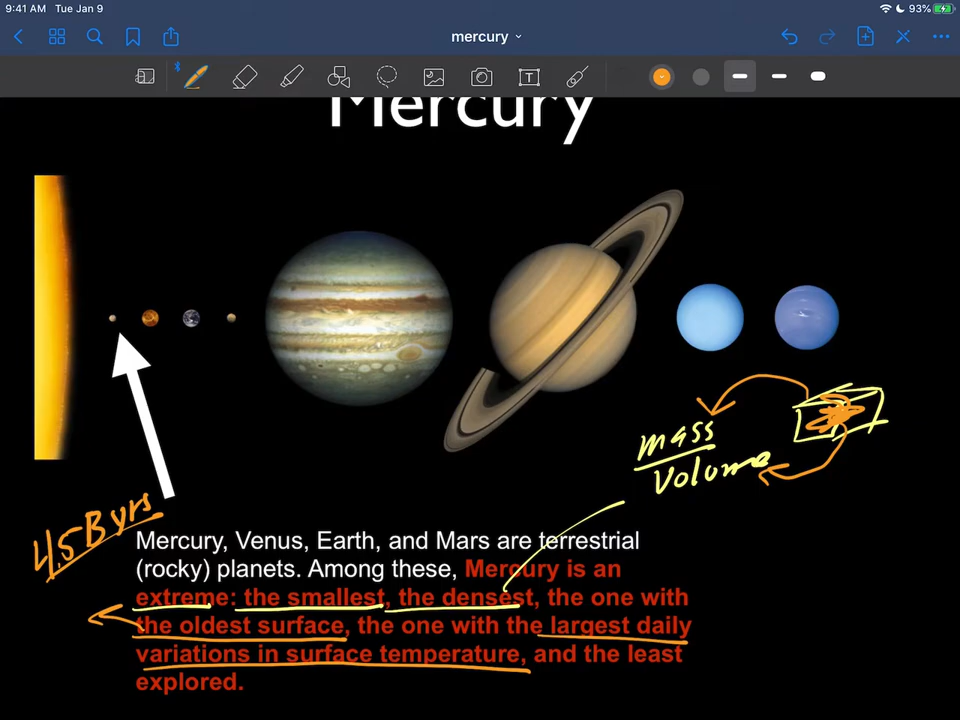 9:41 AM Tue Jan 9
93%
mercury
T
Mercury
mass
Volume
4.5 B yrs
Mercury, Venus, Earth, and Mars are terrestrial
(rocky) planets. Among these, Mercury is an
extreme: the smallest, the densest, the one with
the oldest surface, the one with the largest daily
variations in surface temperature, and the least
explored.